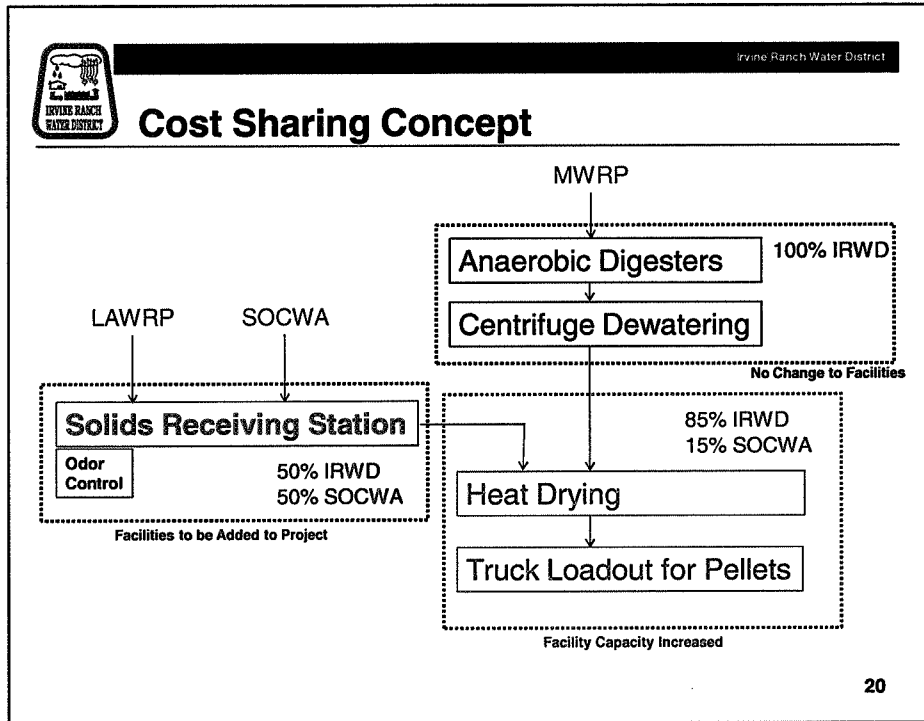 Irvine Ranch Water District
IRVINE RANCH
WATER DISTRICT
Cost Sharing Concept
MWRP
Anaerobic Digesters
100% IRWD
Centrifuge Dewatering
No Change to Facilities
LAWRP
SOCWA
Solids Receiving Station
Odor
Control
50% IRWD
50% SOCWA
Facilities to be Added to Project
85% IRWD
15% SOCWA
Heat Drying
Truck Loadout for Pellets
Facility Capacity Increased
20